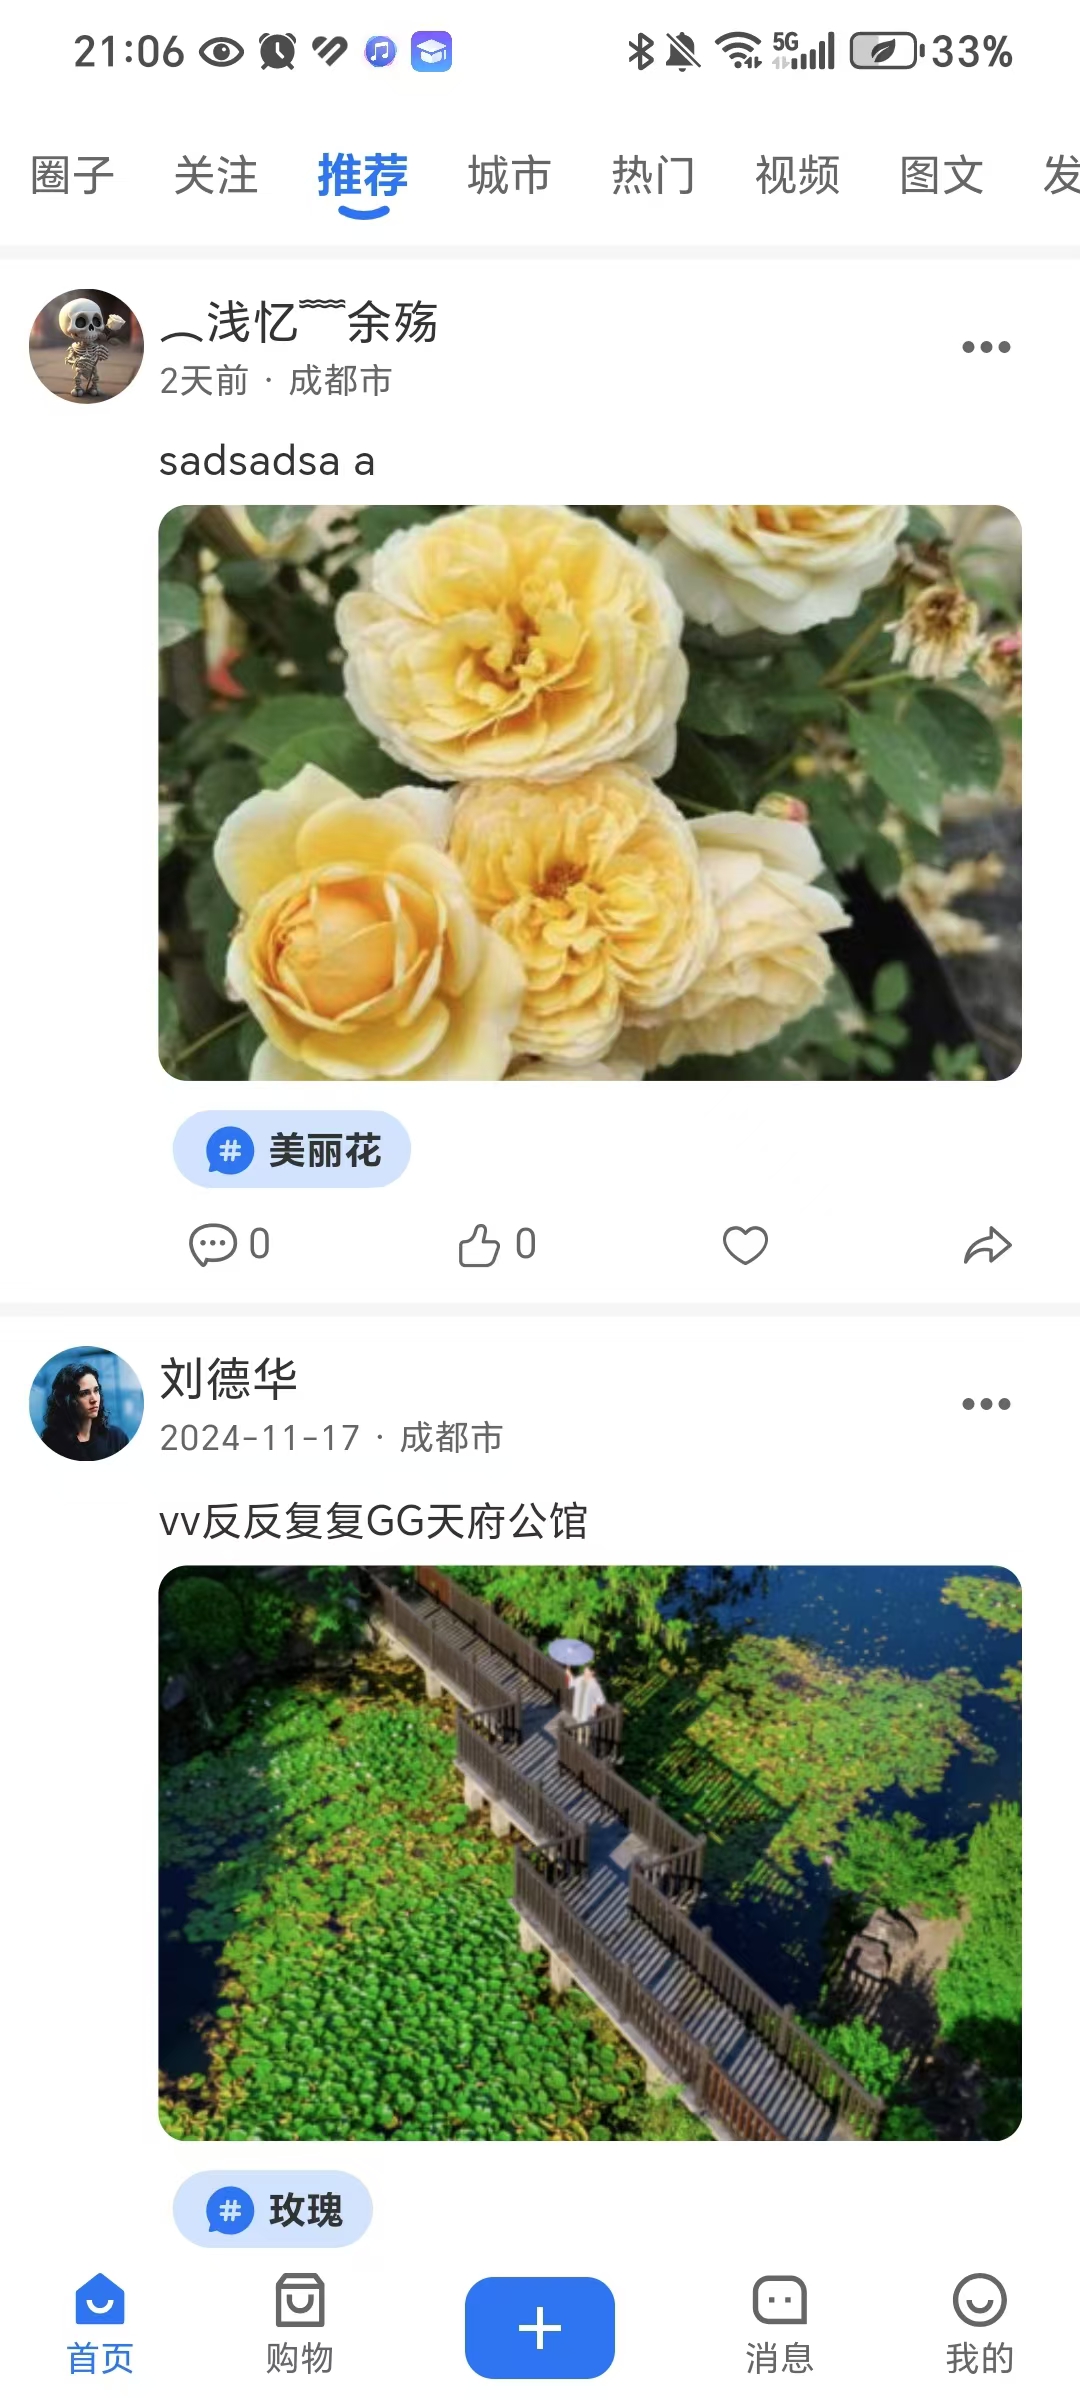 21:06 5G 33%
圈子 关注 推荐 城市 热门 视频 图文 发
︵浅忆﹌余殇
2天前 · 成都市
sadsadsa a
# 美丽花
0 0
刘德华
2024-11-17 · 成都市
vv反反复复GG天府公馆
# 玫瑰
首页 购物 消息 我的